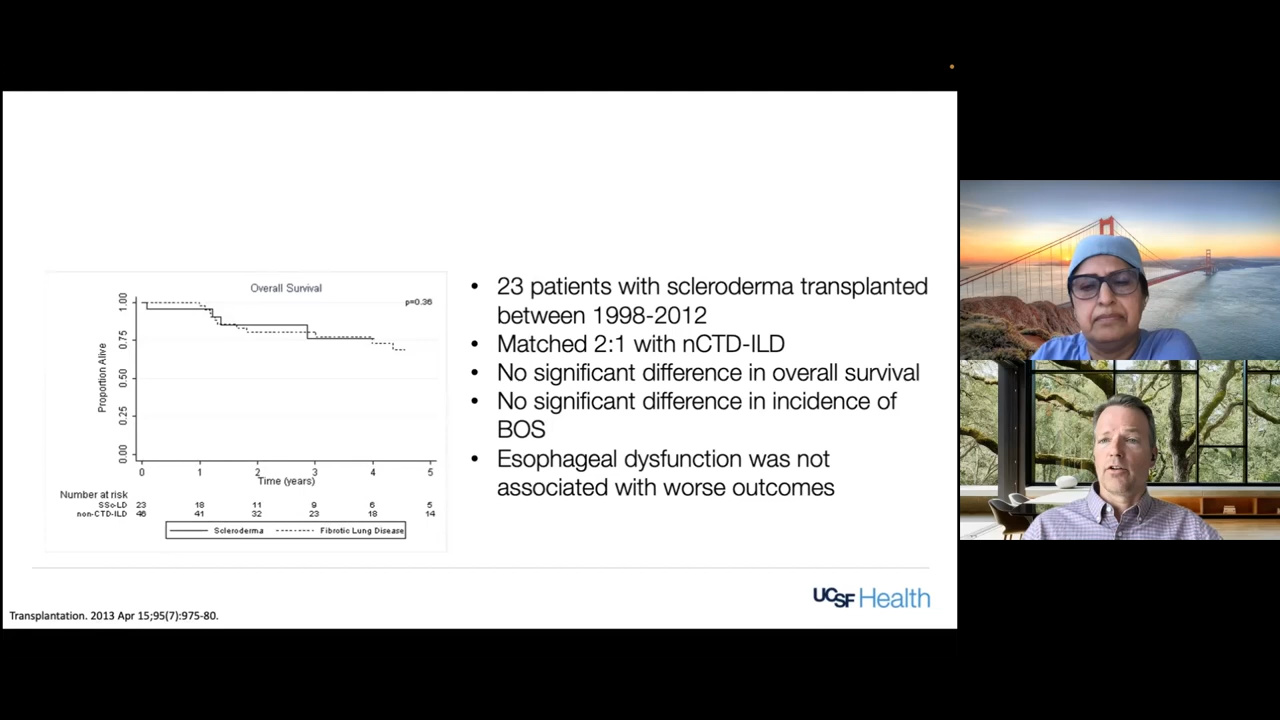 Overall Survival
p=0.36
1.00
0.75
0.50
0.25
0.00
Proportion Alive
0 1 2 3 4 5
Time (years)
Number at risk
SSc-LD 23 18 11 9 6 5
non-CTD-ILD 46 41 32 23 18 14
Scleroderma Fibrotic Lung Disease
• 23 patients with scleroderma transplanted
between 1998-2012
• Matched 2:1 with nCTD-ILD
• No significant difference in overall survival
• No significant difference in incidence of
BOS
• Esophageal dysfunction was not
associated with worse outcomes
UCSF Health
Transplantation. 2013 Apr 15;95(7):975-80.